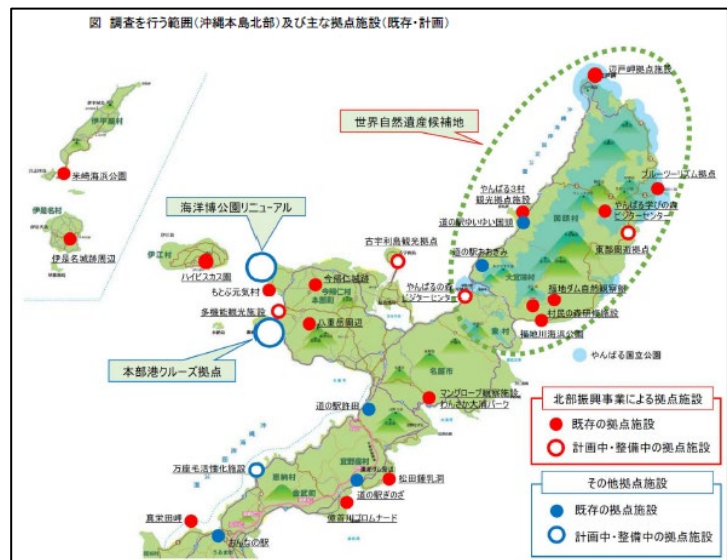 図 調査を行う範囲(沖縄本島北部)及び主な拠点施設(既存・計画)
辺戸岬拠点施設
世界自然遺産候補地
伊平屋村
米崎海浜公園
ブルーツーリズム拠点
やんばる3村
観光拠点施設
やんばる学びの森
ビジターセンター
海洋博公園リニューアル
国頭村
道の駅ゆいゆい国頭
伊是名村
伊是名城跡周辺
古宇利島観光拠点
東部街道拠点
伊江村
ハイビスカス園
道の駅おおぎみ
大宜味村
今帰仁城跡
今帰仁村
やんばるの森
ビジターセンター
福地ダム自然観察船
もとぶ元気村
本部町
多機能観光施設
村民の森研修施設
八重岳周辺
福地川海浜公園
東村
やんばる国立公園
本部港クルーズ拠点
名護市
マングローブ観察施設
わんさか大浦パーク
北部振興事業による拠点施設
道の駅許田
既存の拠点施設
計画中・整備中の拠点施設
万座毛活性化施設
宜野座村
恩納村
松田鍾乳洞
その他拠点施設
金武町
道の駅ぎのざ
既存の拠点施設
真栄田岬
億首川プロムナード
計画中・整備中の拠点施設
おんなの駅
うるま市